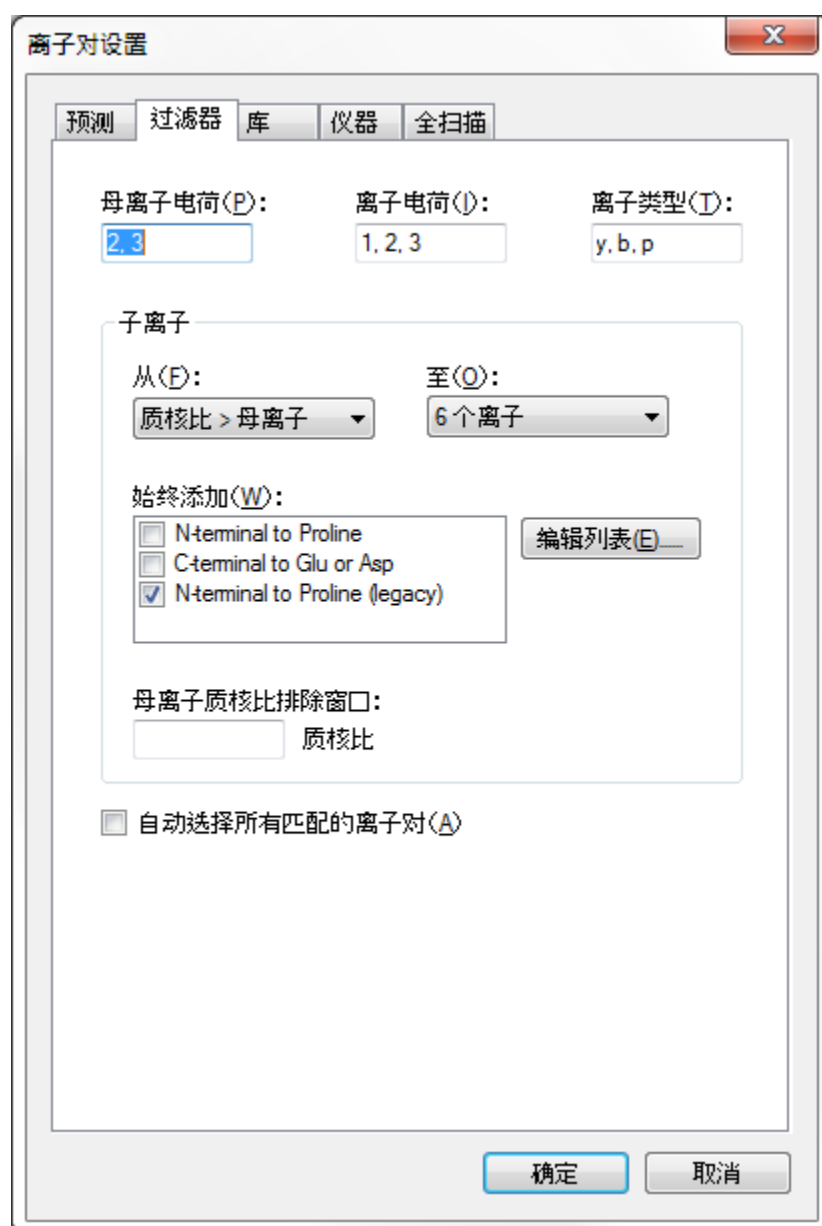 离子对设置
预测 过滤器 库 仪器 全扫描
母离子电荷(P): 离子电荷(I): 离子类型(T):
2, 3 1, 2, 3 y, b, p
子离子
从(F): 至(O):
质核比 > 母离子 6 个离子
始终添加(W):
N-terminal to Proline
C-terminal to Glu or Asp
N-terminal to Proline (legacy)
编辑列表(E)......
母离子质核比排除窗口:
质核比
自动选择所有匹配的离子对(A)
确定 取消